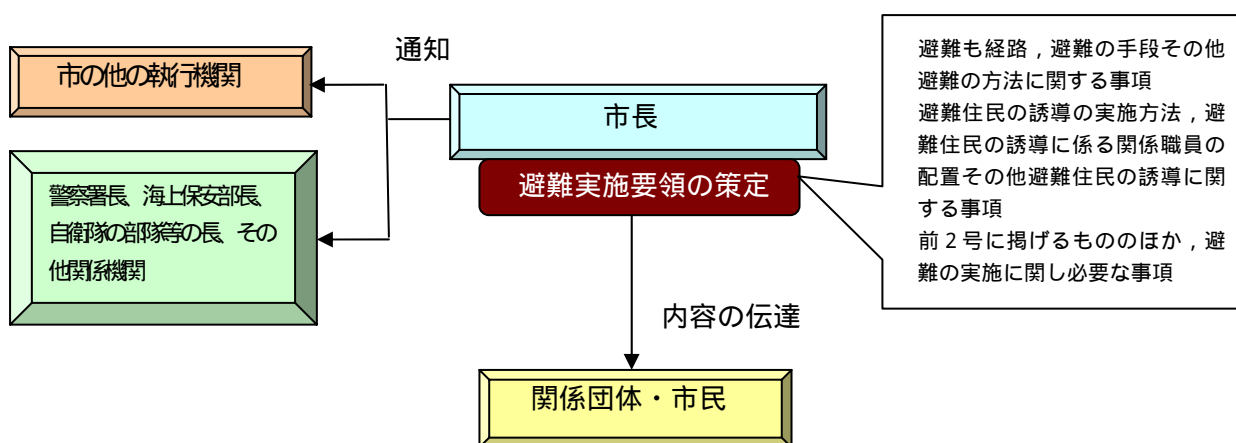 通知
市の他の執行機関
市長
避難実施要領の策定
警察署長、海上保安部長、
自衛隊の部隊等の長、その
他関係機関
避難も経路，避難の手段その他
避難の方法に関する事項
避難住民の誘導の実施方法，避
難住民の誘導に係る関係職員の
配置その他避難住民の誘導に関
する事項
前２号に掲げるもののほか，避
難の実施に関し必要な事項
内容の伝達
関係団体・市民